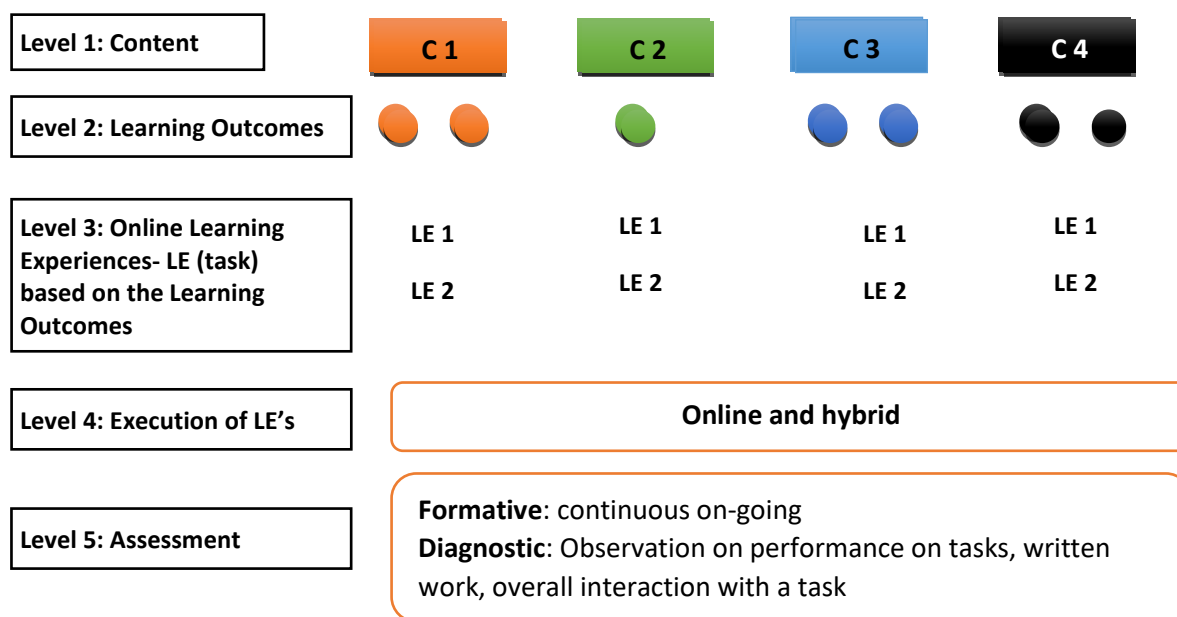 Level 1: Content
C 1
C 2
C 3
C 4
Level 2: Learning Outcomes
Level 3: Online Learning
Experiences- LE (task)
based on the Learning
Outcomes
LE 1
LE 1
LE 1
LE 1
LE 2
LE 2
LE 2
LE 2
Level 4: Execution of LE’s
Online and hybrid
Level 5: Assessment
Formative: continuous on-going
Diagnostic: Observation on performance on tasks, written
work, overall interaction with a task